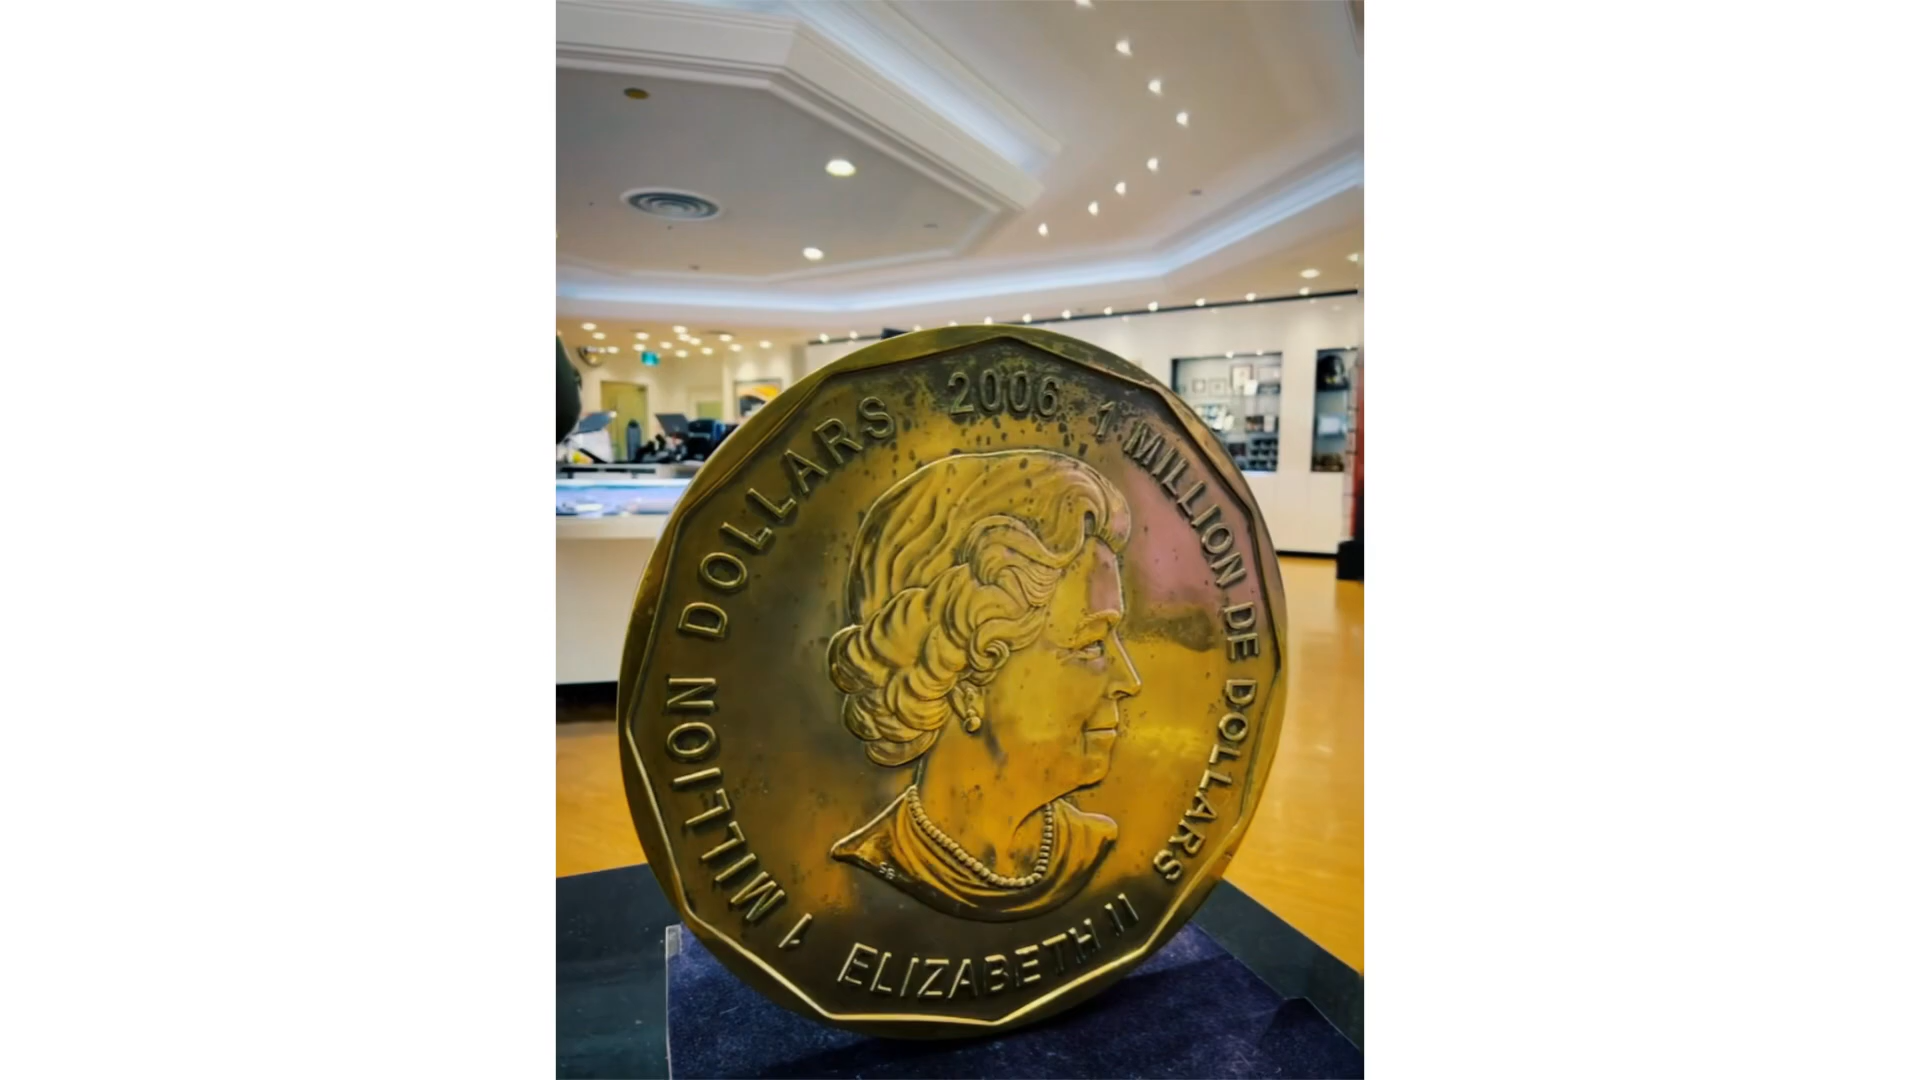 1 MILLION DOLLARS
2006
1 MILLION DE DOLLARS
ELIZABETH II
SB